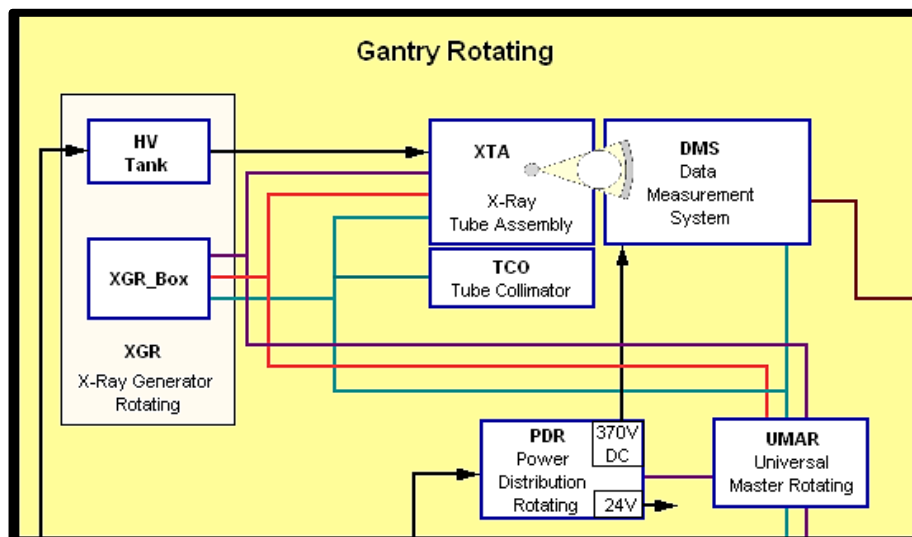 Gantry Rotating
HV
Tank
XTA
X-Ray
Tube Assembly
DMS
Data
Measurement
System
XGR_Box
TCO
Tube Collimator
XGR
X-Ray Generator
Rotating
PDR
Power
Distribution
Rotating
370V
DC
24V
UMAR
Universal
Master Rotating